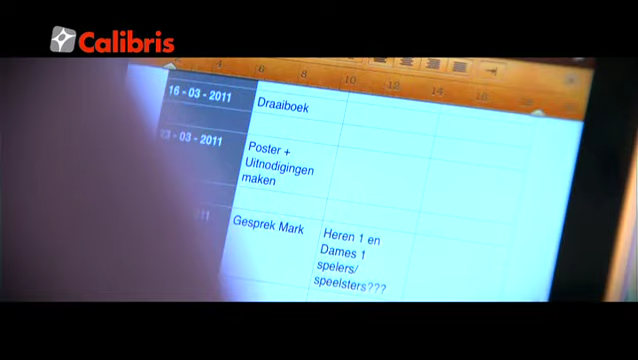 Calibris
4 6 8 10 12 14 16
16 - 03 - 2011 Draaiboek
23 - 03 - 2011 Poster +
Uitnodigingen
maken
2011 Gesprek Mark Heren 1 en
Dames 1
spelers/
speelsters???